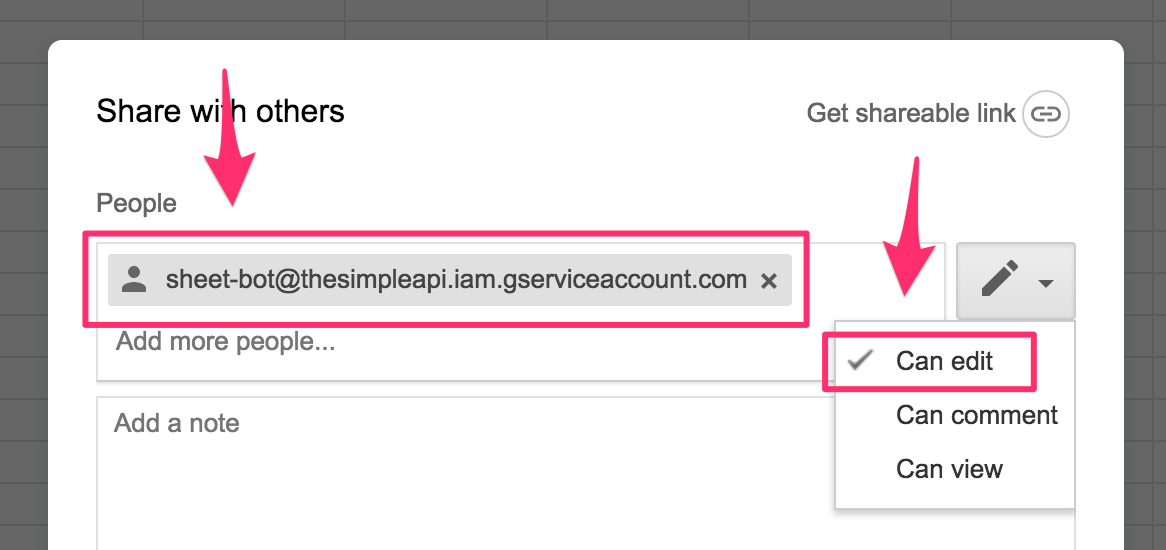 Share with others
Get shareable link
People
sheet-bot@thesimpleapi.iam.gserviceaccount.com ×
Add more people...
Can edit
Can comment
Can view
Add a note